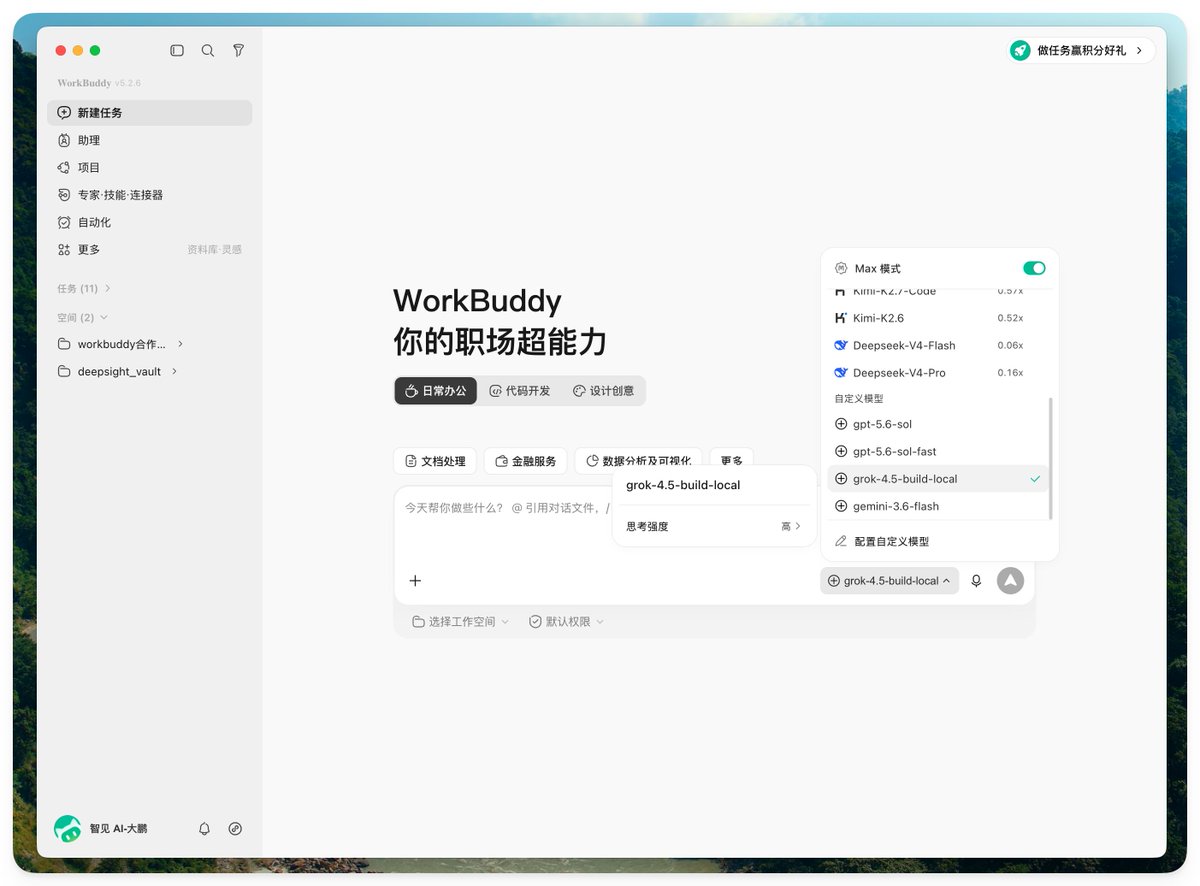 WorkBuddy v5.2.6
新建任务
助理
项目
专家·技能·连接器
自动化
更多 资料库·灵感
任务 (11)
空间 (2)
workbuddy合作...
deepsight_vault
智见 AI-大鹏
做任务赢积分好礼
WorkBuddy
你的职场超能力
日常办公 代码开发 设计创意
文档处理 金融服务 数据分析及可视化 更多
今天帮你做些什么？ @ 引用对话文件，/
grok-4.5-build-local
思考强度 高
Max 模式
Kimi-K2.7-Code 0.57x
Kimi-K2.6 0.52x
Deepseek-V4-Flash 0.06x
Deepseek-V4-Pro 0.16x
自定义模型
gpt-5.6-sol
gpt-5.6-sol-fast
grok-4.5-build-local
gemini-3.6-flash
配置自定义模型
grok-4.5-build-local
选择工作空间 默认权限